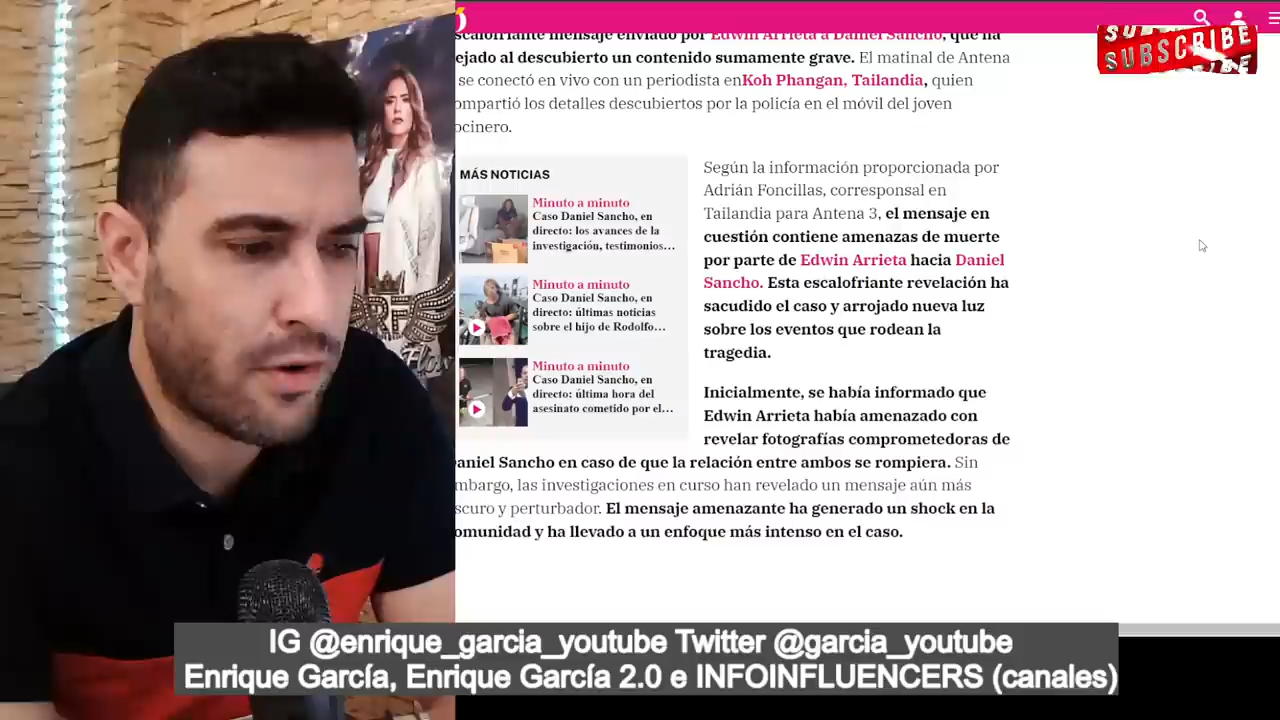 SUBSCRIBE
scalofriante mensaje enviado por Edwin Arrieta a Daniel Sancho, que ha
ejado al descubierto un contenido sumamente grave. El matinal de Antena
se conectó en vivo con un periodista enKoh Phangan, Tailandia, quien
ompartió los detalles descubiertos por la policía en el móvil del joven
ocinero.
MÁS NOTICIAS
Minuto a minuto
Caso Daniel Sancho, en
directo: los avances de la
investigación, testimonios…
Minuto a minuto
Caso Daniel Sancho, en
directo: últimas noticias
sobre el hijo de Rodolfo…
Minuto a minuto
Caso Daniel Sancho, en
directo: última hora del
asesinato cometido por el…
Según la información proporcionada por
Adrián Foncillas, corresponsal en
Tailandia para Antena 3, el mensaje en
cuestión contiene amenazas de muerte
por parte de Edwin Arrieta hacia Daniel
Sancho. Esta escalofriante revelación ha
sacudido el caso y arrojado nueva luz
sobre los eventos que rodean la
tragedia.
Inicialmente, se había informado que
Edwin Arrieta había amenazado con
revelar fotografías comprometedoras de
aniel Sancho en caso de que la relación entre ambos se rompiera. Sin
mbargo, las investigaciones en curso han revelado un mensaje aún más
scuro y perturbador. El mensaje amenazante ha generado un shock en la
omunidad y ha llevado a un enfoque más intenso en el caso.
IG @enrique_garcia_youtube Twitter @garcia_youtube
Enrique García, Enrique García 2.0 e INFOINFLUENCERS (canales)